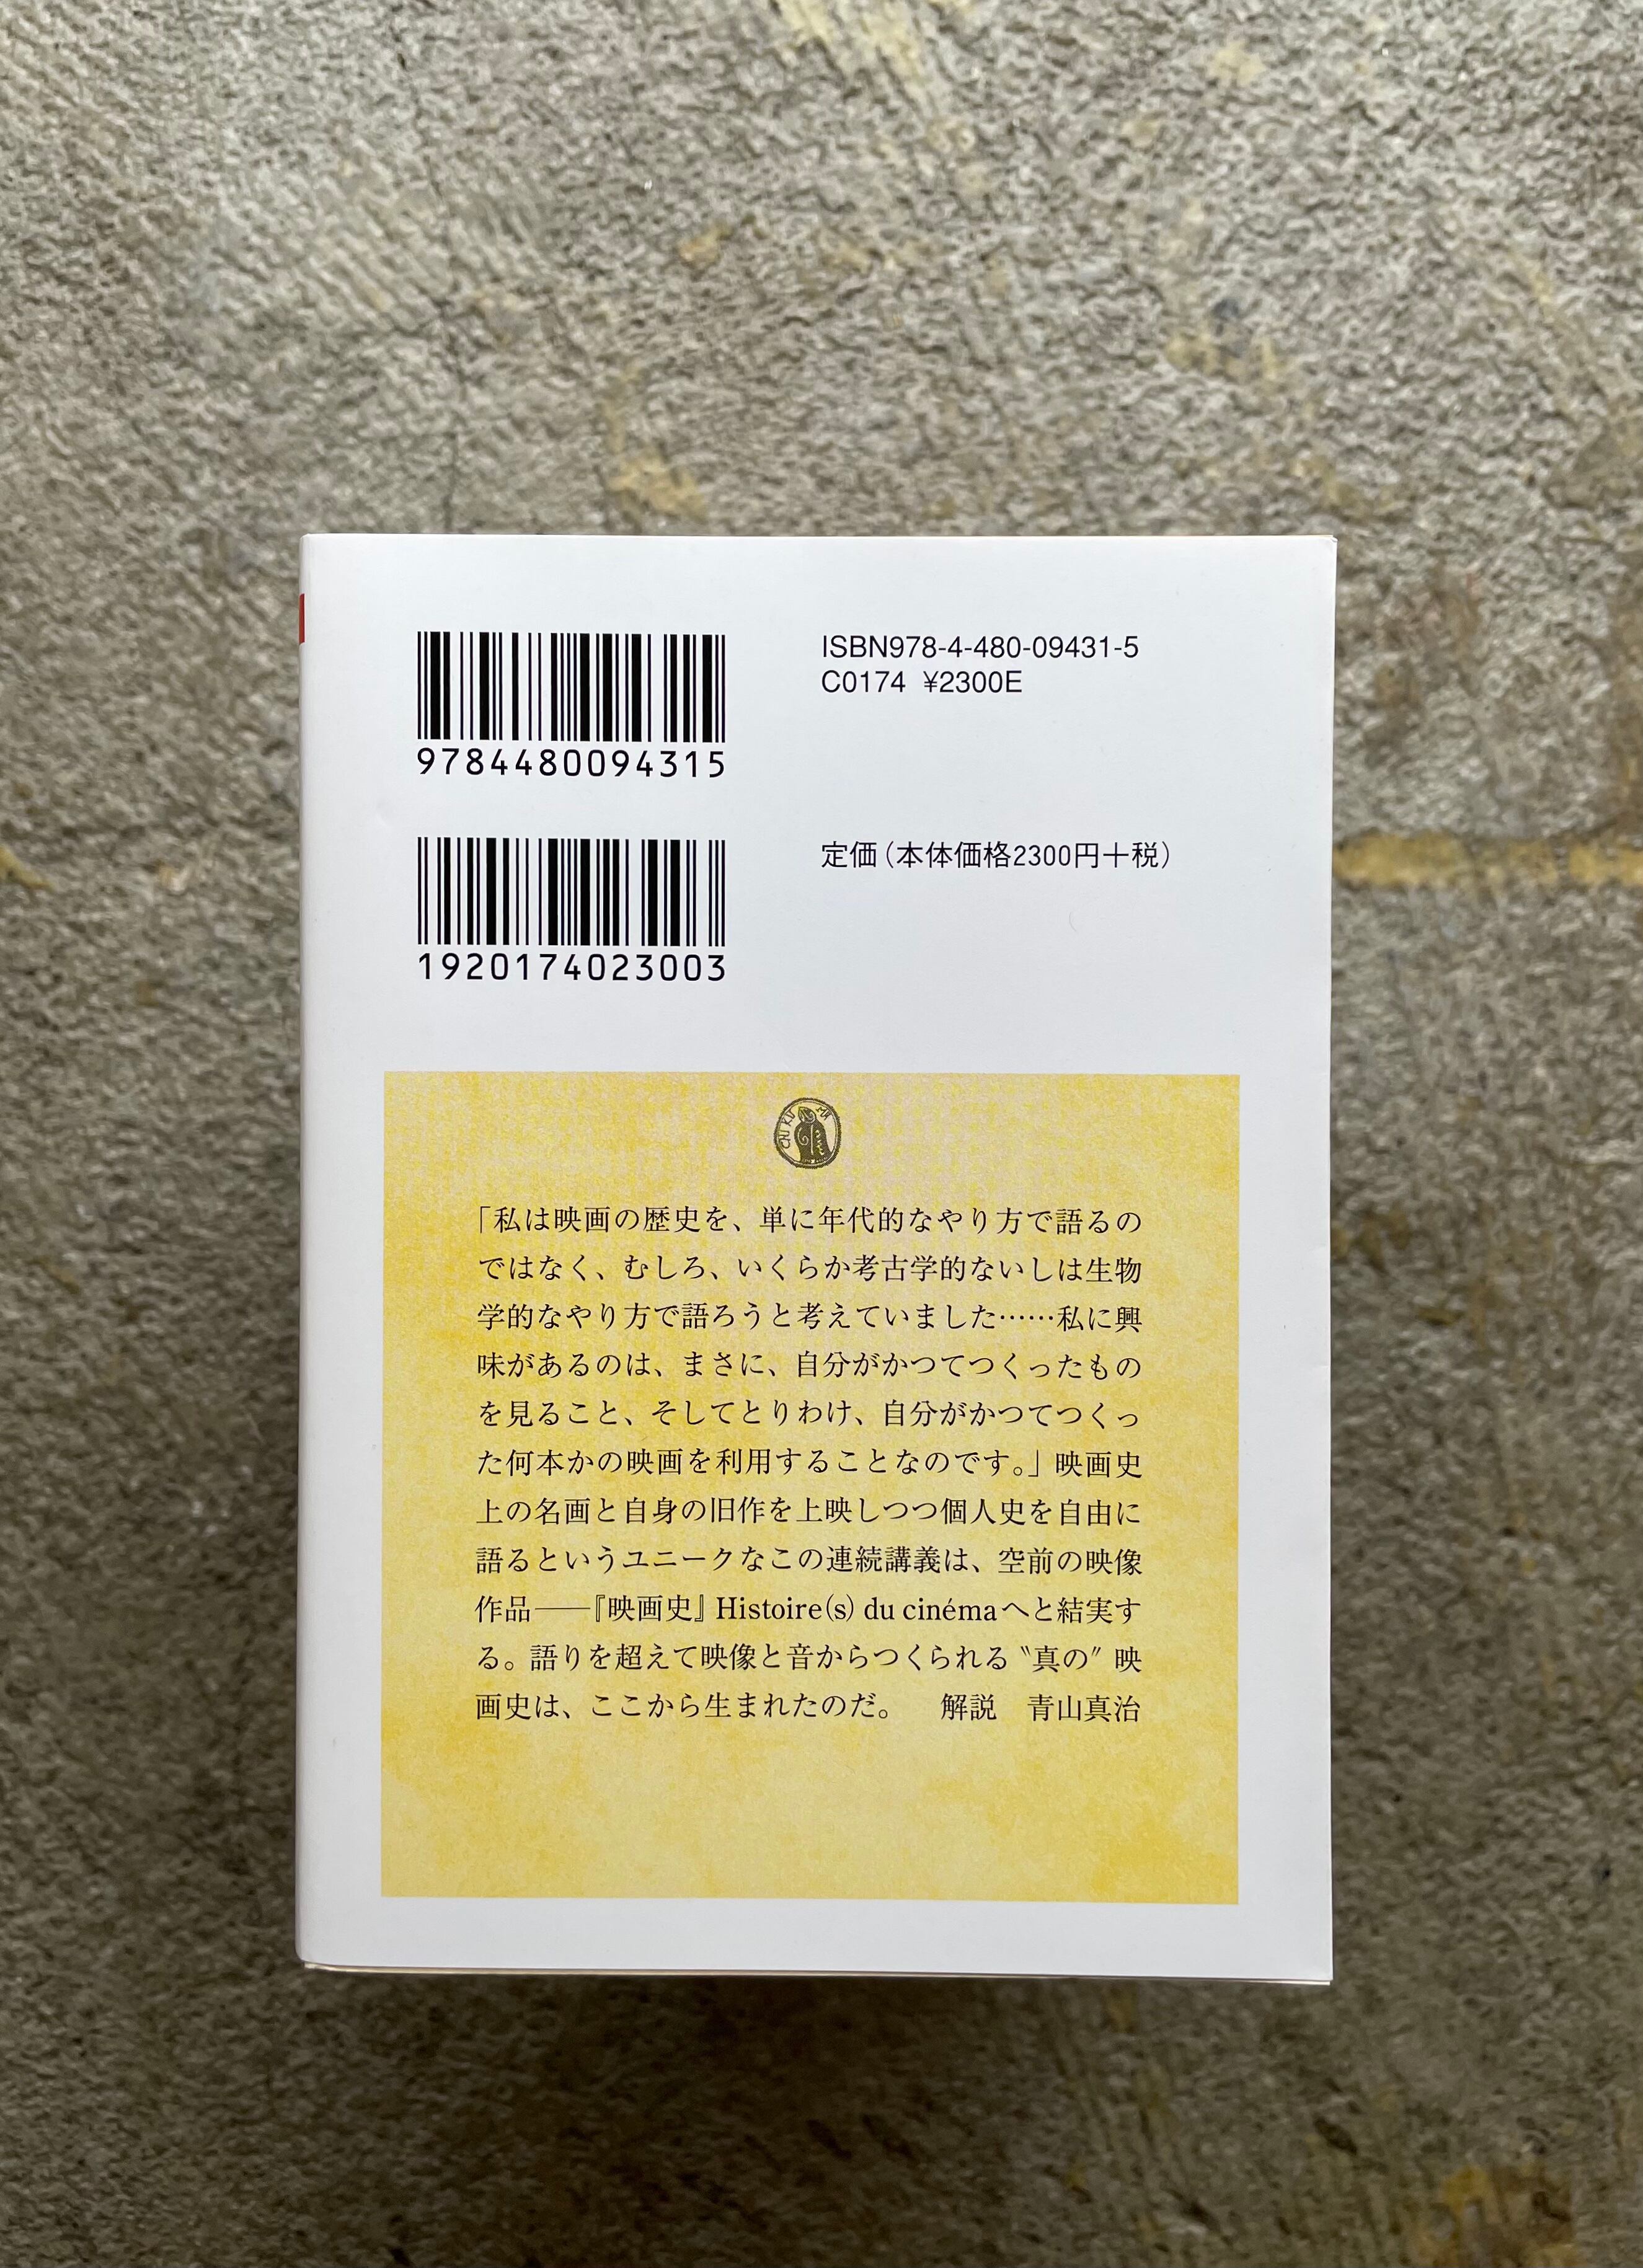 ISBN978-4-480-09431-5
C0174 ¥2300E
9784480094315
定価(本体価格2300円+税)
1920174023003
CHIKUMA
「私は映画の歴史を、単に年代的なやり方で語るの
ではなく、むしろ、いくらか考古学的ないしは生物
学的なやり方で語ろうと考えていました……私に興
味があるのは、まさに、自分がかつてつくったもの
を見ること、そしてとりわけ、自分がかつてつくっ
た何本かの映画を利用することなのです。」映画史
上の名画と自身の旧作を上映しつつ個人史を自由に
語るというユニークなこの連続講義は、空前の映像
作品——『映画史』Histoire(s) du cinémaへと結実す
る。語りを超えて映像と音からつくられる〝真の〟映
画史は、ここから生まれたのだ。　解説　青山真治